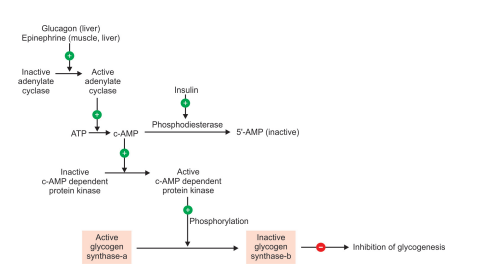 Glucagon (liver)
Epinephrine (muscle, liver)
+
Inactive
adenylate
cyclase
Active
adenylate
cyclase
Insulin
+
+
Phosphodiesterase
ATP
c-AMP
5'-AMP (inactive)
+
Inactive
c-AMP dependent
protein kinase
Active
c-AMP dependent
protein kinase
+
Phosphorylation
Active
glycogen
synthase-a
Inactive
glycogen
synthase-b
−
Inhibition of glycogenesis